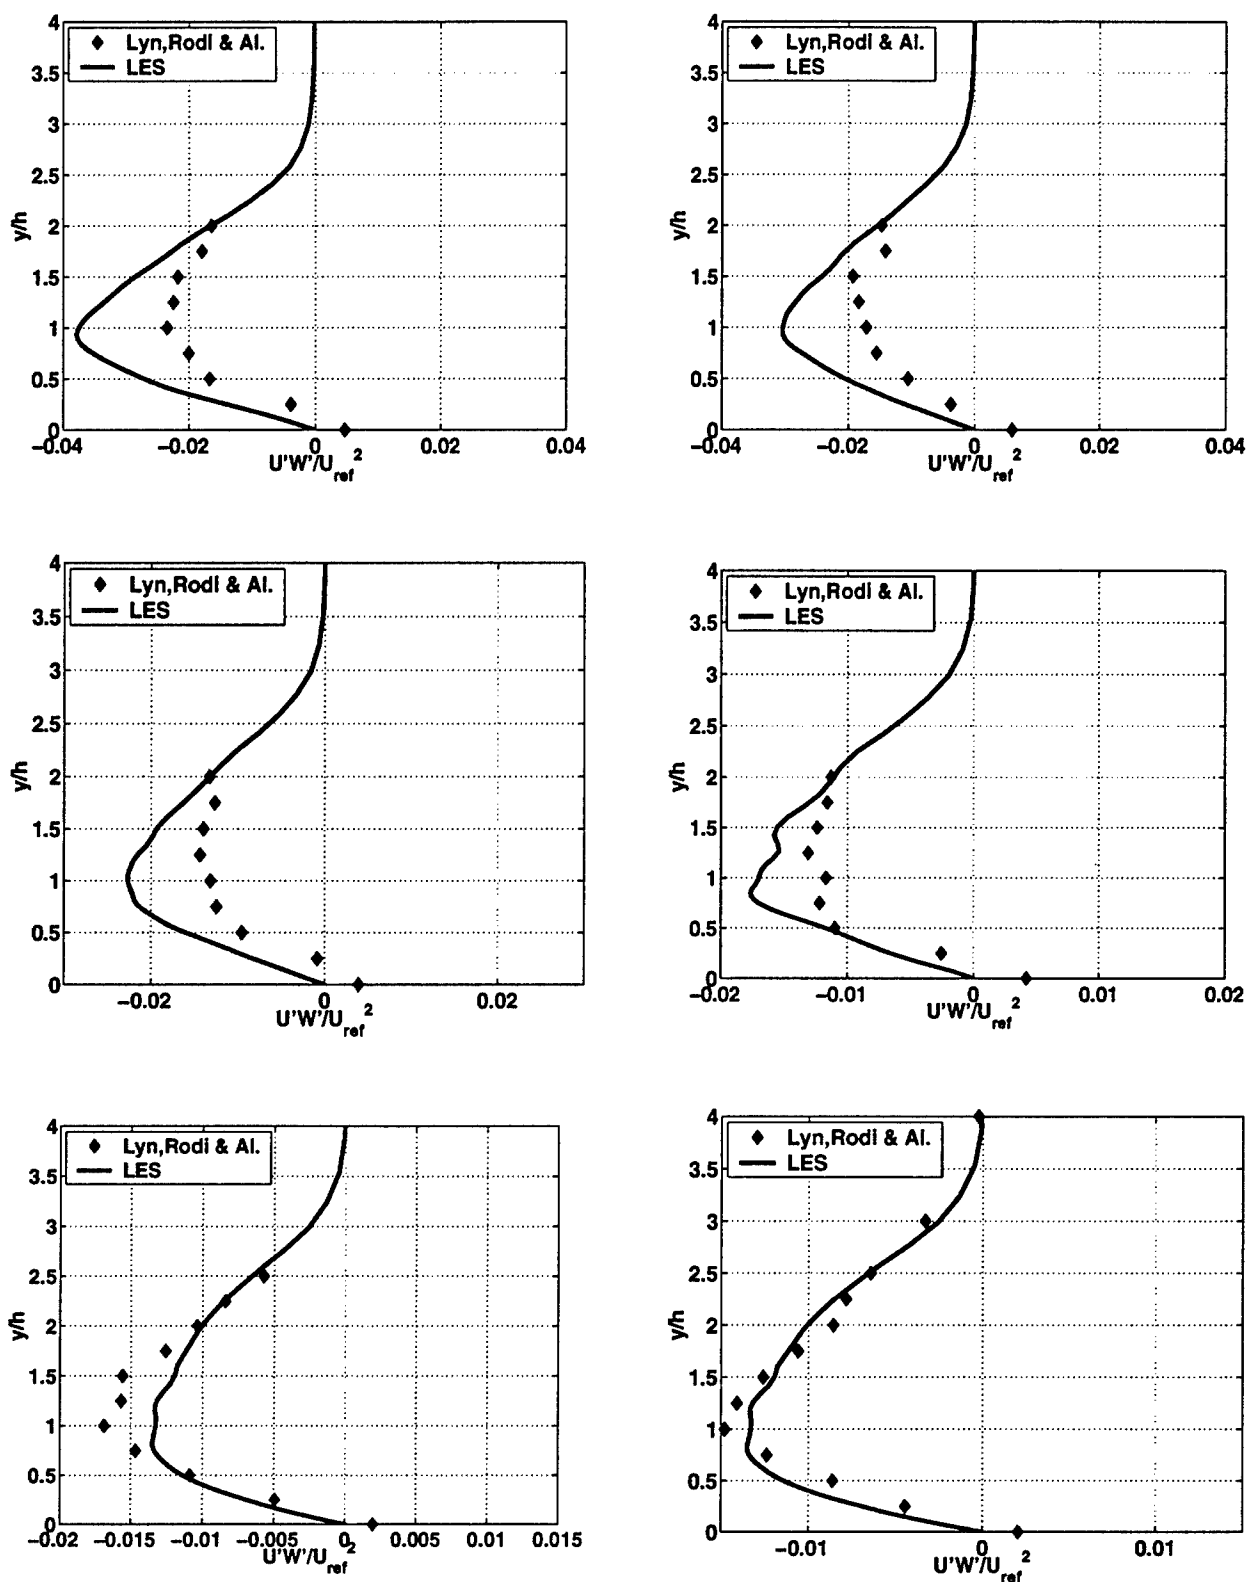 4
Lyn,Rodi & Al.
LES
3.5
3
2.5
2
1.5
1
0.5
0
y/h
−0.04 −0.02 0 0.02 0.04
U'W'/U_ref^2
4
Lyn,Rodi & Al.
LES
3.5
3
2.5
2
1.5
1
0.5
0
y/h
−0.04 −0.02 0 0.02 0.04
U'W'/U_ref^2
4
Lyn,Rodi & Al.
LES
3.5
3
2.5
2
1.5
1
0.5
0
y/h
−0.02 0 0.02
U'W'/U_ref^2
4
Lyn,Rodi & Al.
LES
3.5
3
2.5
2
1.5
1
0.5
0
y/h
−0.02 −0.01 0 0.01 0.02
U'W'/U_ref^2
4
Lyn,Rodi & Al.
LES
3.5
3
2.5
2
1.5
1
0.5
0
y/h
−0.02 −0.015 −0.01 −0.005 0 0.005 0.01 0.015
U'W'/U_ref^2
4
Lyn,Rodi & Al.
LES
3.5
3
2.5
2
1.5
1
0.5
0
y/h
−0.01 0 0.01
U'W'/U_ref^2